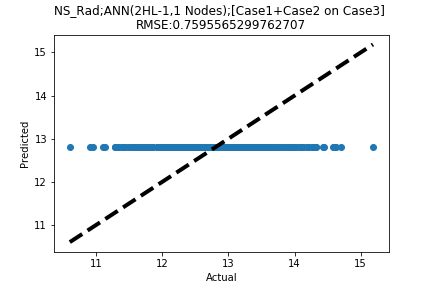 NS_Rad;ANN(2HL-1,1 Nodes);[Case1+Case2 on Case3]
RMSE:0.7595565299762707
15
14
13
12
11
Predicted
11
12
13
14
15
Actual